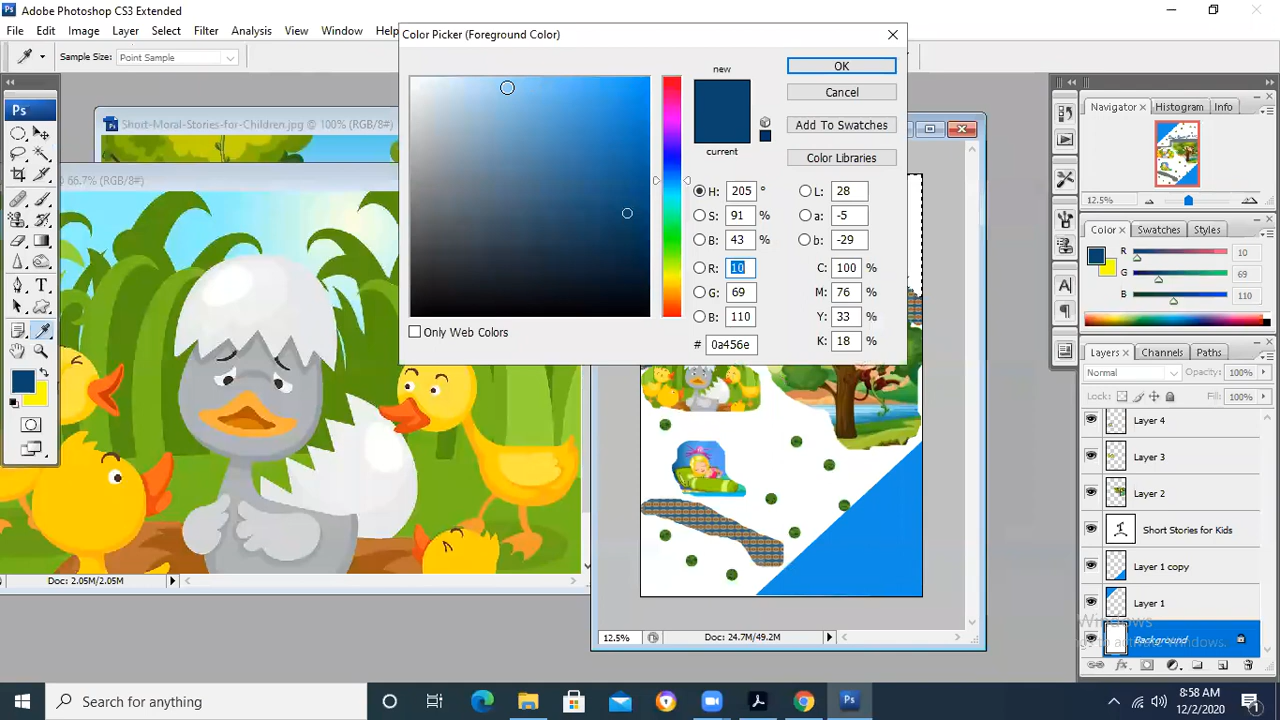 Adobe Photoshop CS3 Extended
File Edit Image Layer Select Filter Analysis View Window Help
Sample Size: Point Sample
Color Picker (Foreground Color)
new
current
OK
Cancel
Add To Swatches
Color Libraries
H: 205 ° L: 28
S: 91 % a: -5
B: 43 % b: -29
R: 10 C: 100 %
G: 69 M: 76 %
B: 110 Y: 33 %
# 0a456e K: 18 %
Only Web Colors
Ps
Short-Moral-Stories-for-Children.jpg @ 100% (RGB/8#)
@ 66.7% (RGB/8#)
Doc: 2.05M/2.05M
12.5% Doc: 24.7M/49.2M
Navigator Histogram Info
12.5%
Color Swatches Styles
R 10
G 69
B 110
Layers Channels Paths
Normal Opacity: 100%
Lock: Fill: 100%
Layer 4
Layer 3
Layer 2
Short Stories for Kids
Layer 1 copy
Layer 1
Background
Windows
to activate Windows.
Search for anything
8:58 AM
12/2/2020